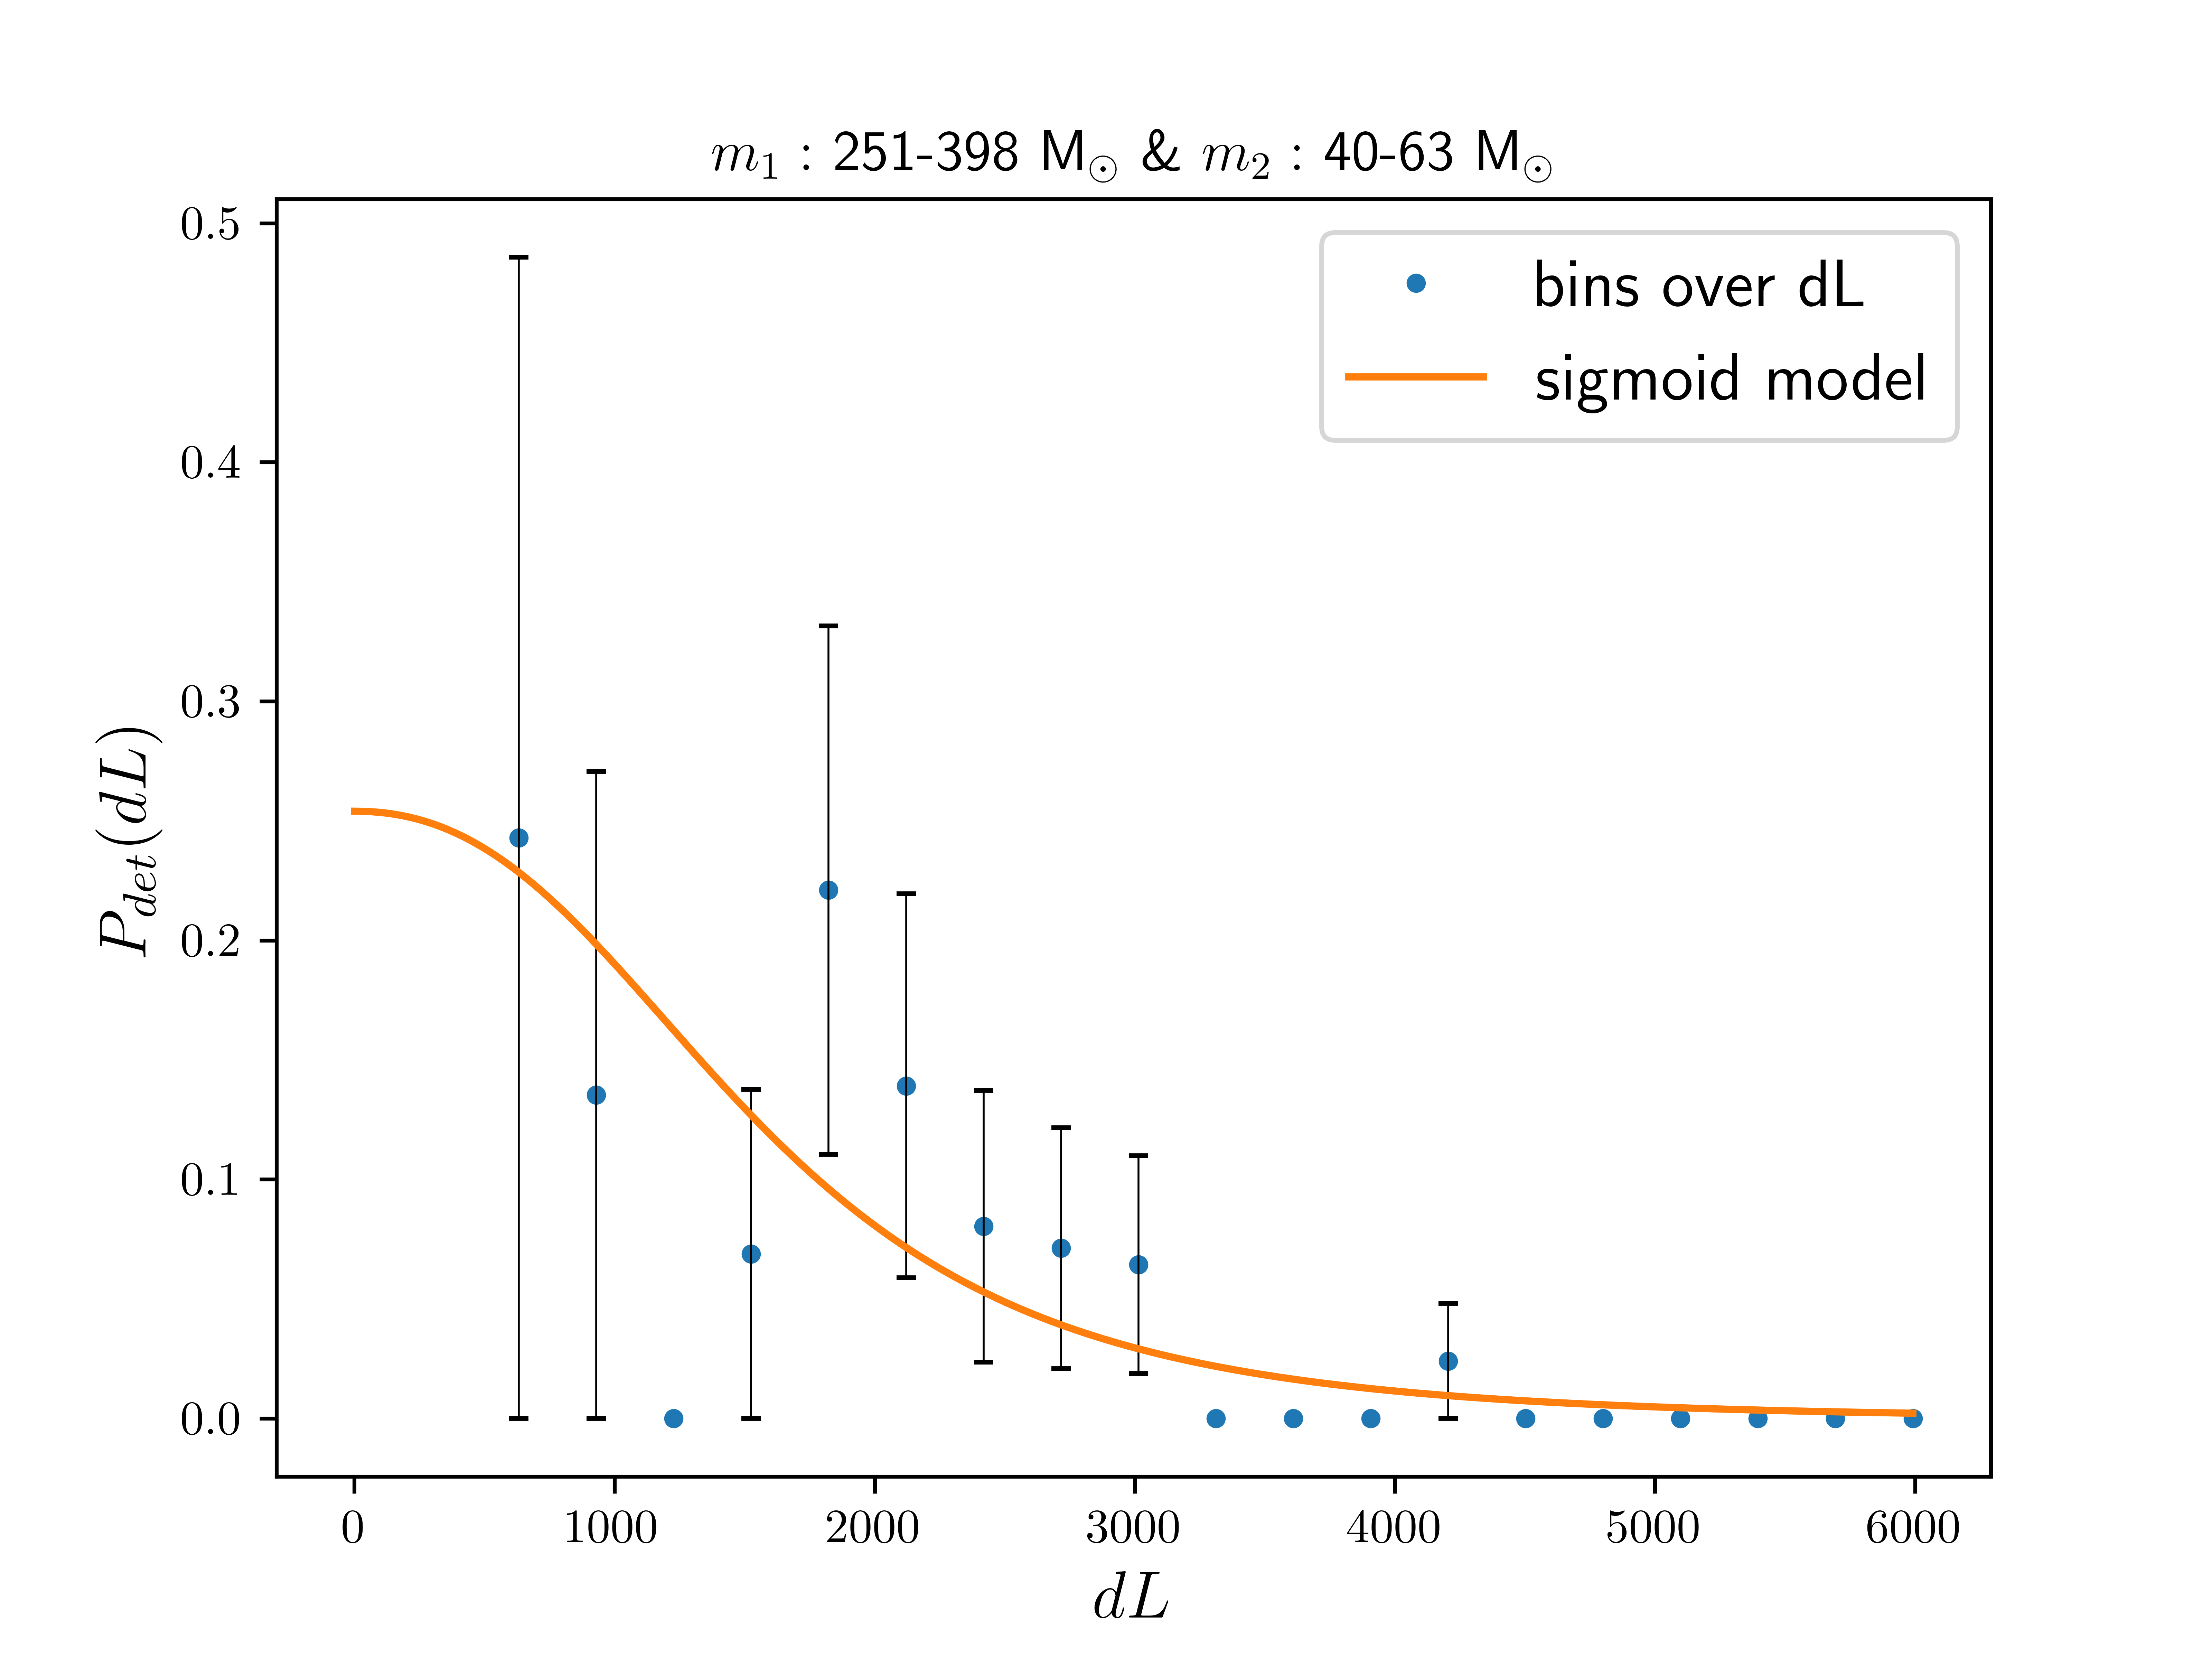 m₁ : 251-398 M⊙ & m₂ : 40-63 M⊙
bins over dL
sigmoid model
0.5
0.4
0.3
0.2
0.1
0.0
P_det(dL)
0 1000 2000 3000 4000 5000 6000
dL